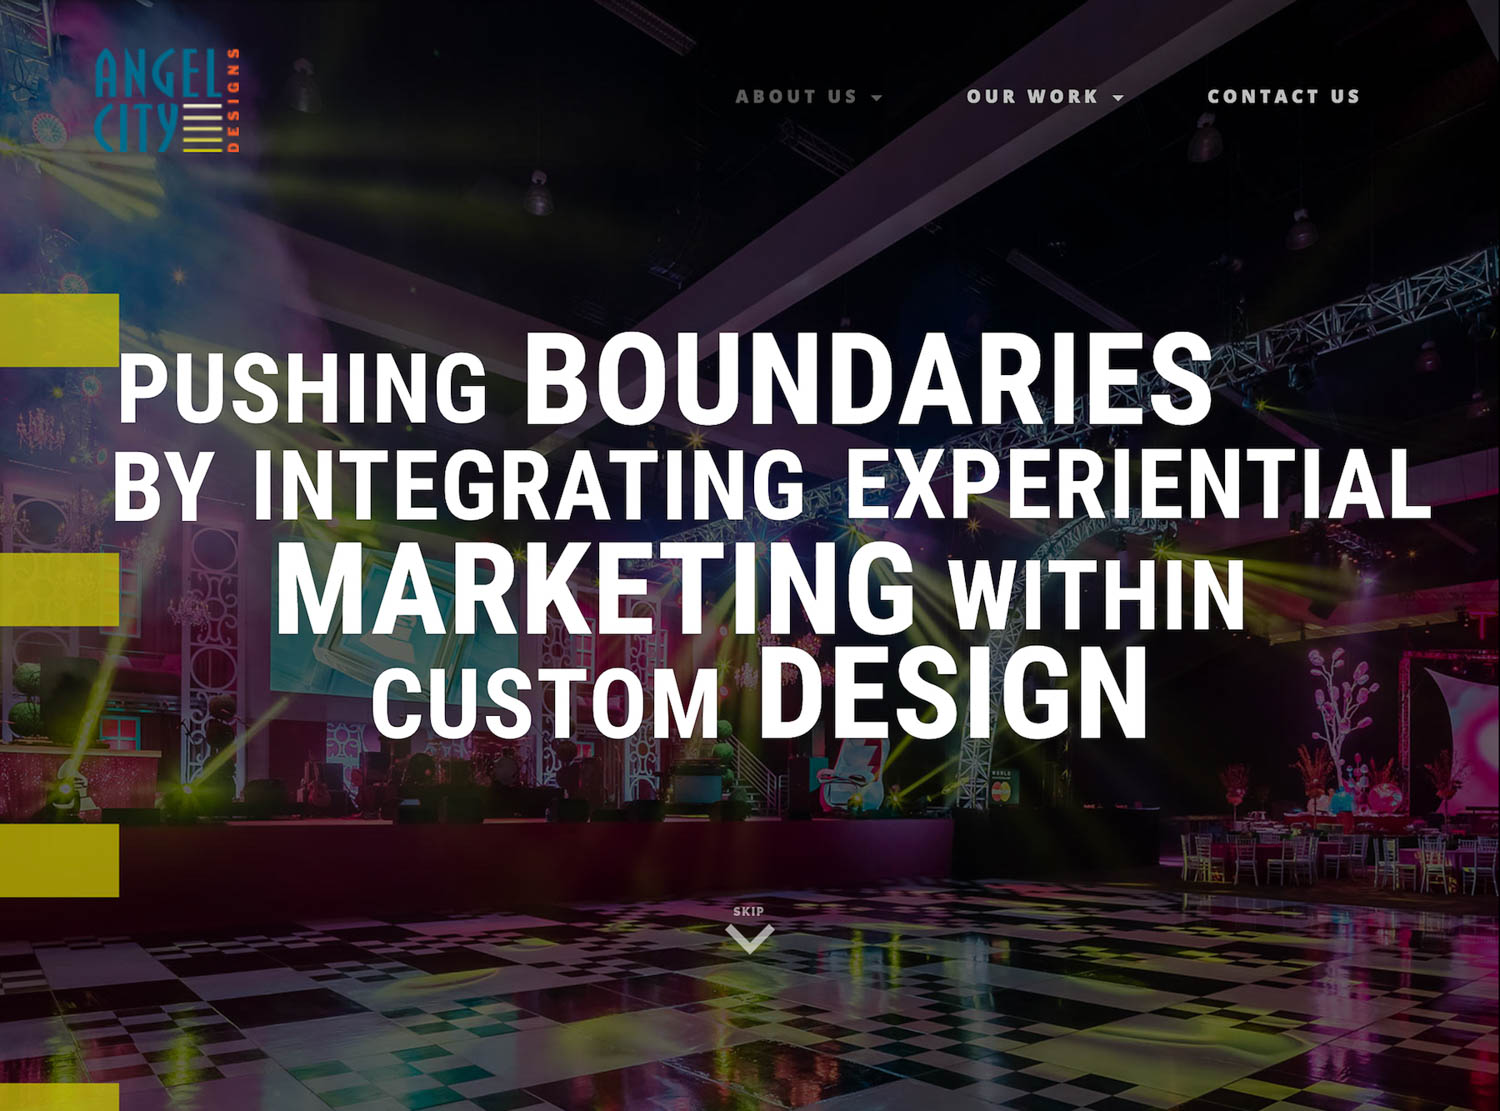 ANGEL
CITY
DESIGNS
ABOUT US
OUR WORK
CONTACT US
PUSHING BOUNDARIES
BY INTEGRATING EXPERIENTIAL
MARKETING WITHIN
CUSTOM DESIGN
WORLD
SKIP